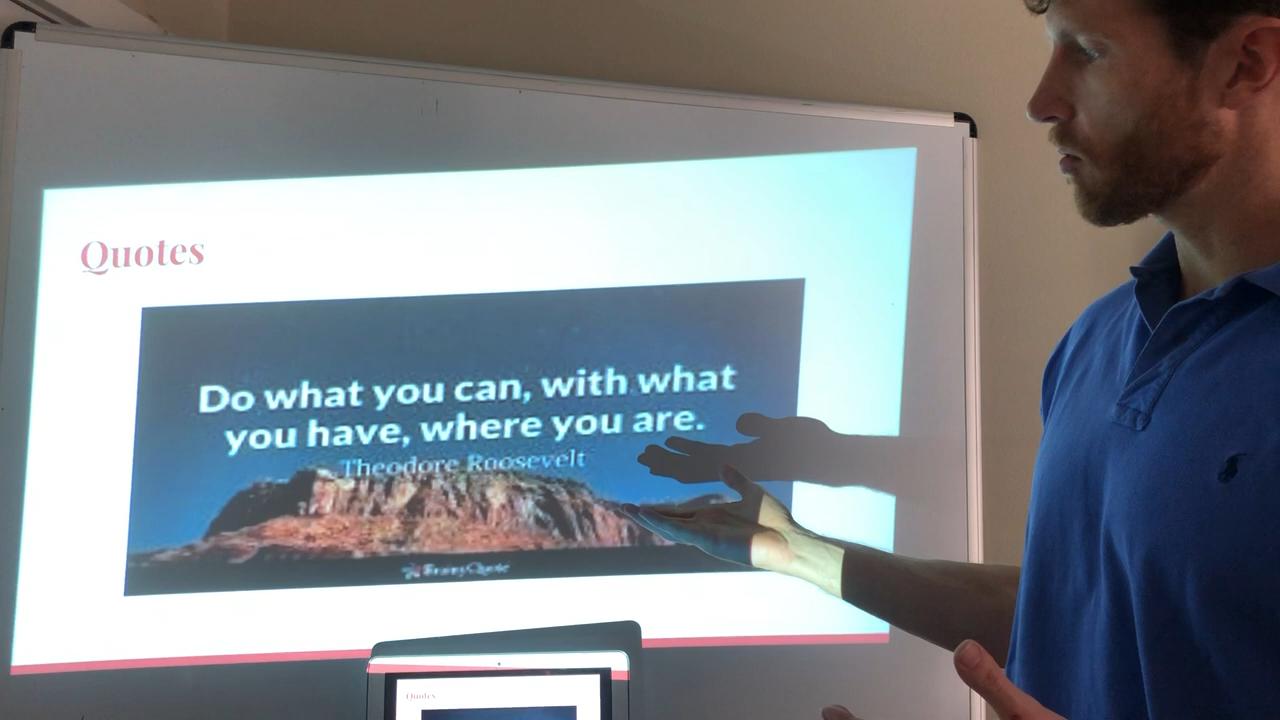 Quotes
Do what you can, with what
you have, where you are.
Theodore Roosevelt
BrainyQuote
Quotes